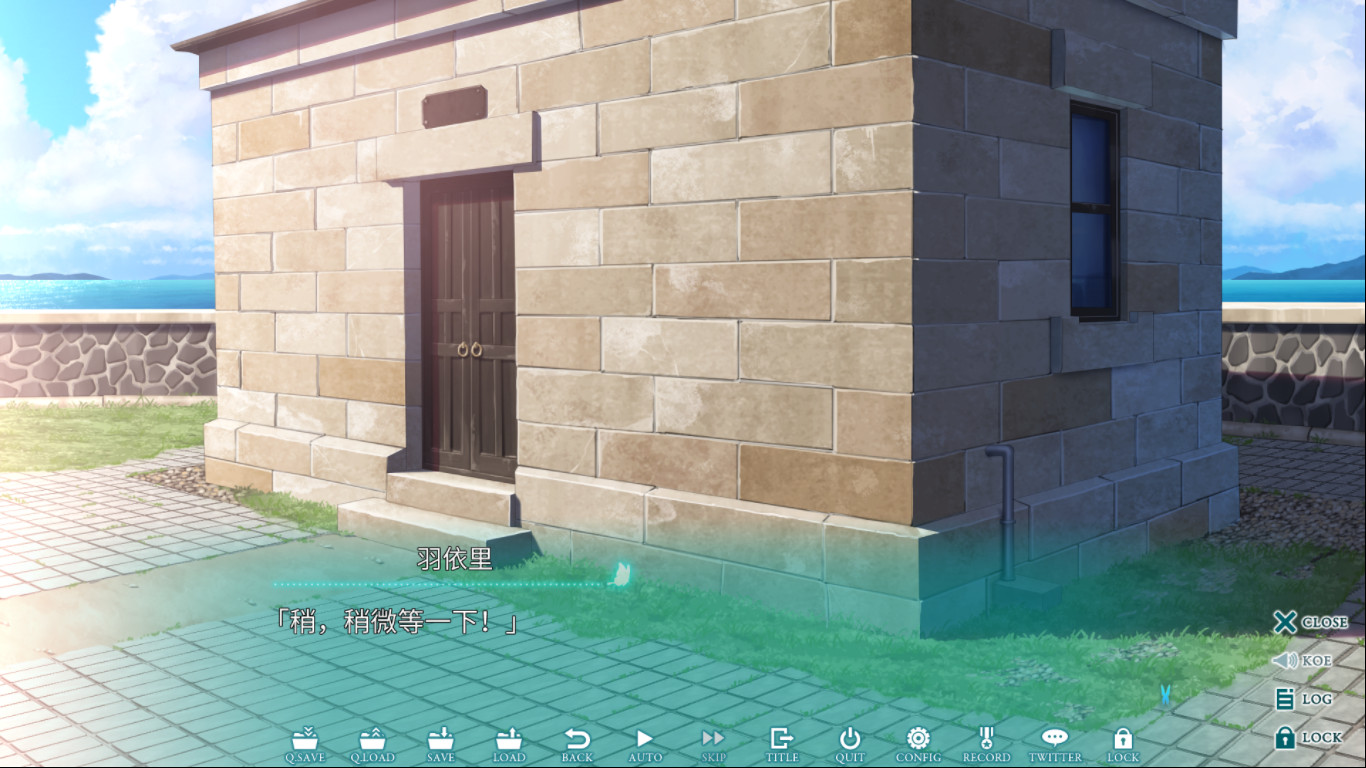 羽依里
「稍，稍微等一下！」
CLOSE
KOE
LOG
LOCK
Q.SAVE
Q.LOAD
SAVE
LOAD
BACK
AUTO
SKIP
TITLE
QUIT
CONFIG
RECORD
TWITTER
LOCK